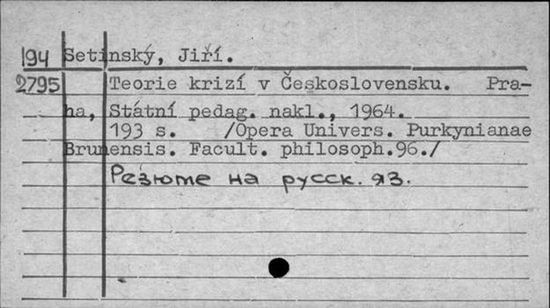 194 Setinský, Jiří.
2795 Teorie krizí v Československu. Pra-
ha, Státní pedag. nakl., 1964.
193 s. /Opera Univers. Purkynianae
Brunensis. Facult. philosoph.96./
Резюме на русск. яз.